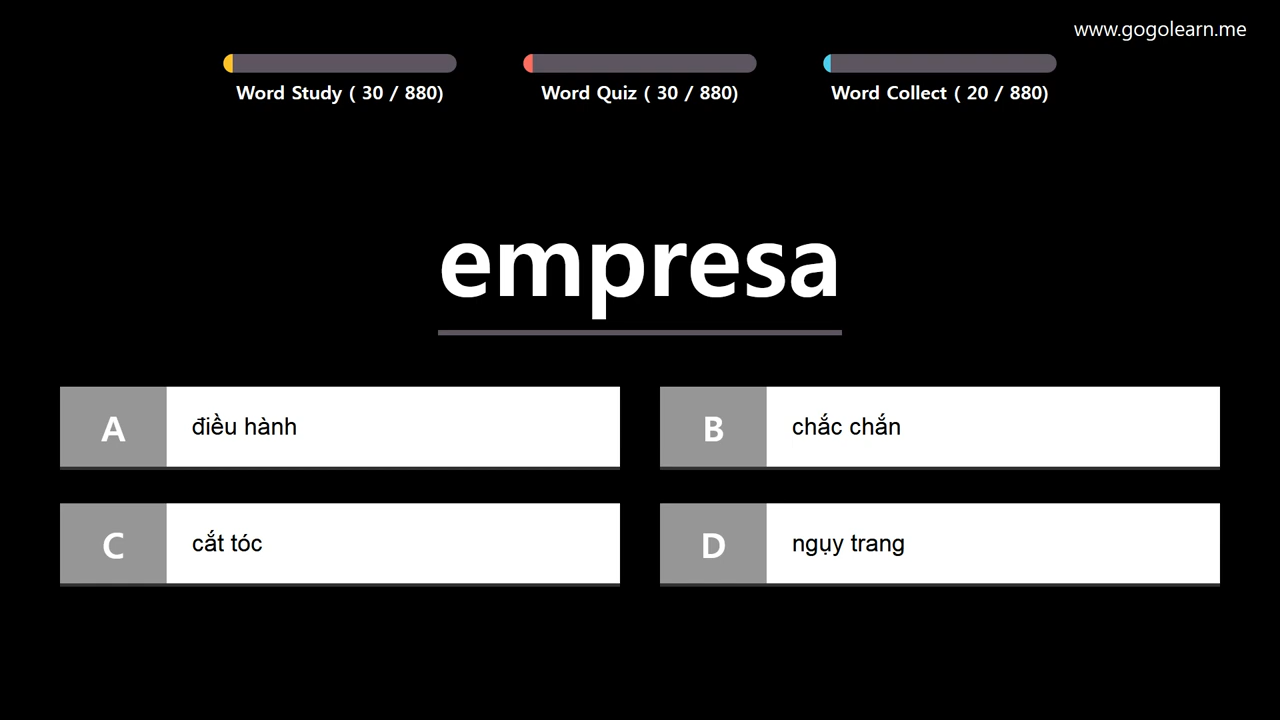 www.gogolearn.me
Word Study ( 30 / 880)
Word Quiz ( 30 / 880)
Word Collect ( 20 / 880)
empresa
A điều hành
B chắc chắn
C cắt tóc
D ngụy trang